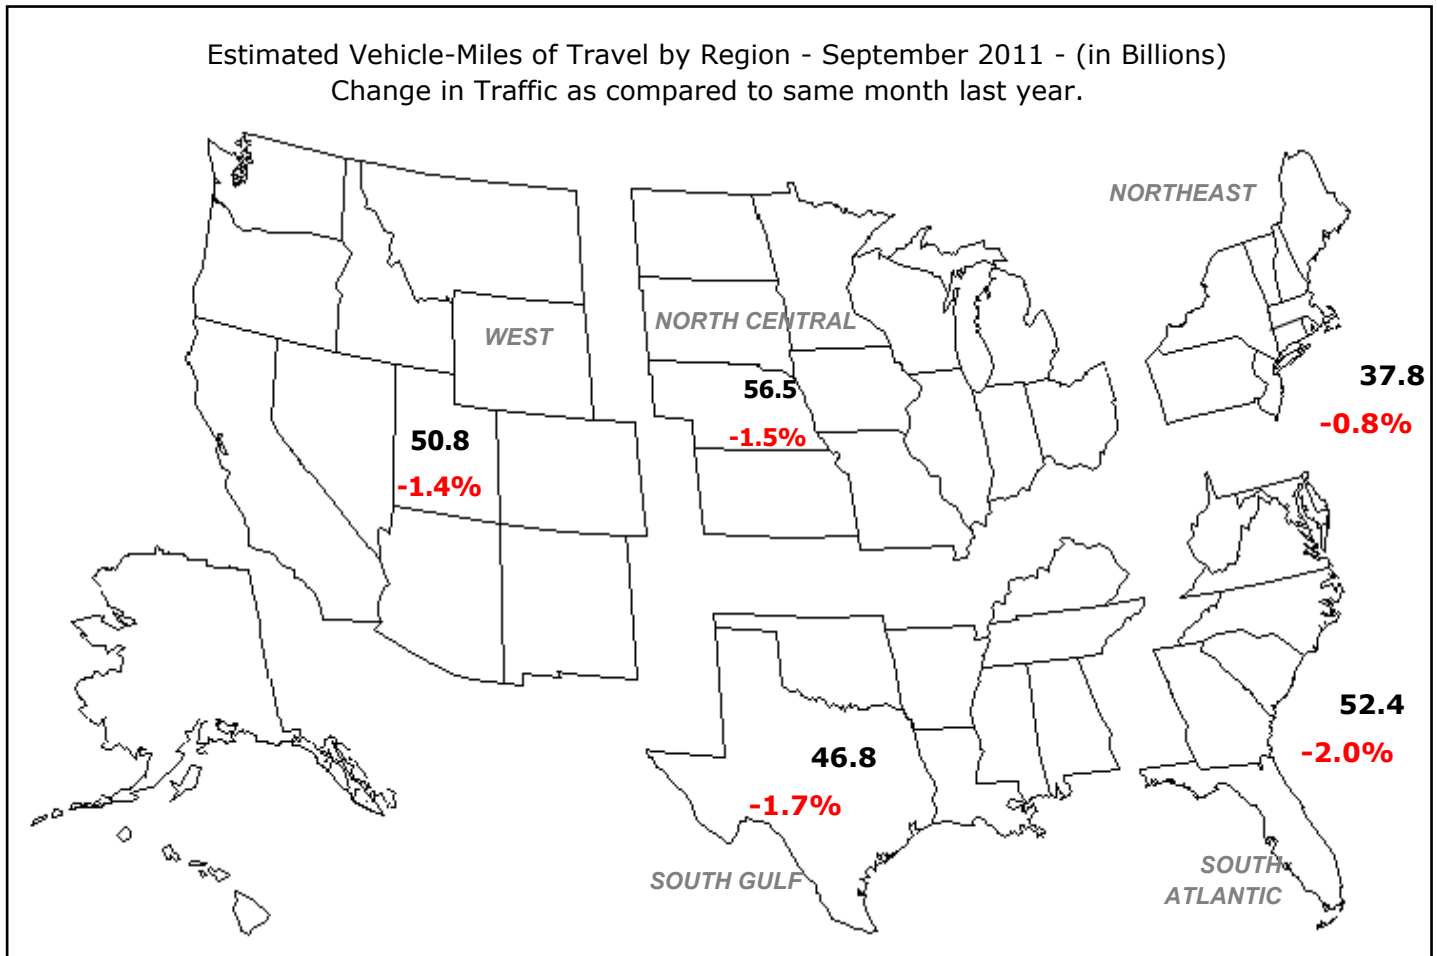 Estimated Vehicle-Miles of Travel by Region - September 2011 - (in Billions)
Change in Traffic as compared to same month last year.
NORTHEAST
WEST
NORTH CENTRAL
37.8
-0.8%
56.5
-1.5%
50.8
-1.4%
52.4
-2.0%
46.8
-1.7%
SOUTH GULF
SOUTH
ATLANTIC